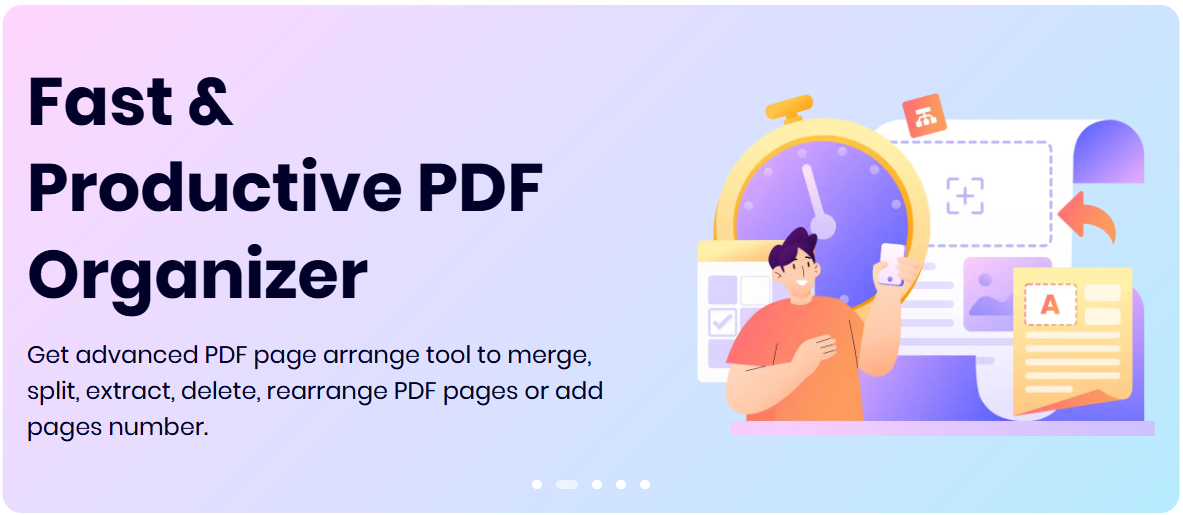 Fast &
Productive PDF
Organizer
Get advanced PDF page arrange tool to merge,
split, extract, delete, rearrange PDF pages or add
pages number.
A